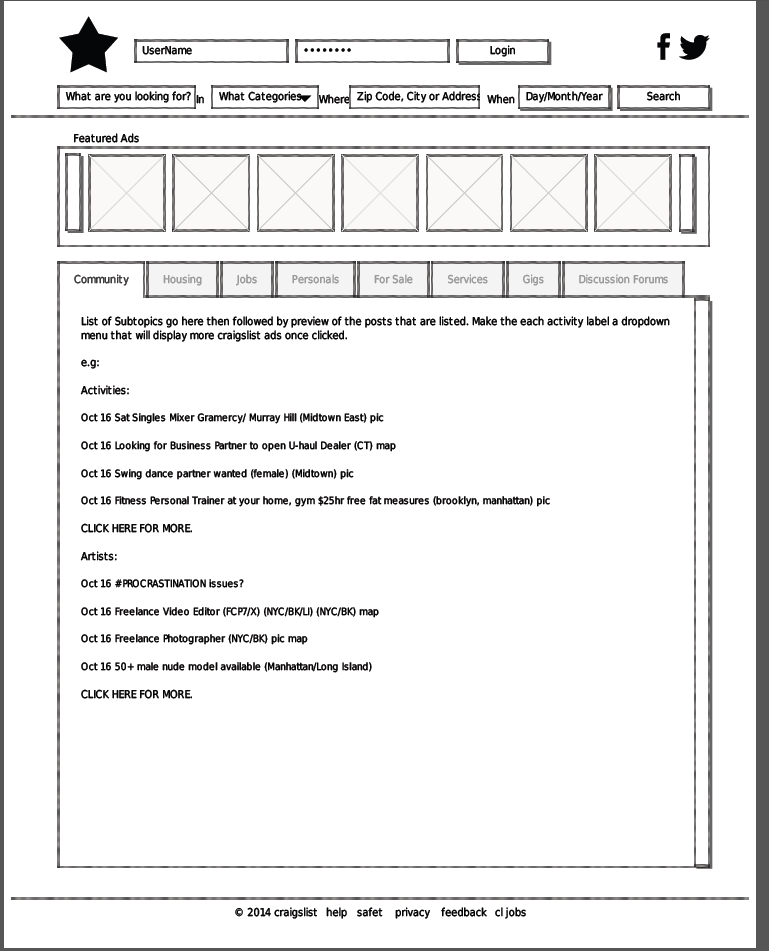 UserName ●●●●●●●● Login
What are you looking for? In What Categories Where Zip Code, City or Address When Day/Month/Year Search
Featured Ads
Community Housing Jobs Personals For Sale Services Gigs Discussion Forums
List of Subtopics go here then followed by preview of the posts that are listed. Make the each activity label a dropdown
menu that will display more craigslist ads once clicked.
e.g:
Activities:
Oct 16 Sat Singles Mixer Gramercy/ Murray Hill (Midtown East) pic
Oct 16 Looking for Business Partner to open U-haul Dealer (CT) map
Oct 16 Swing dance partner wanted (female) (Midtown) pic
Oct 16 Fitness Personal Trainer at your home, gym $25hr free fat measures (brooklyn, manhattan) pic
CLICK HERE FOR MORE.
Artists:
Oct 16 #PROCRASTINATION issues?
Oct 16 Freelance Video Editor (FCP7/X) (NYC/BK/LI) (NYC/BK) map
Oct 16 Freelance Photographer (NYC/BK) pic map
Oct 16 50+ male nude model available (Manhattan/Long Island)
CLICK HERE FOR MORE.
© 2014 craigslist help safet privacy feedback cl jobs